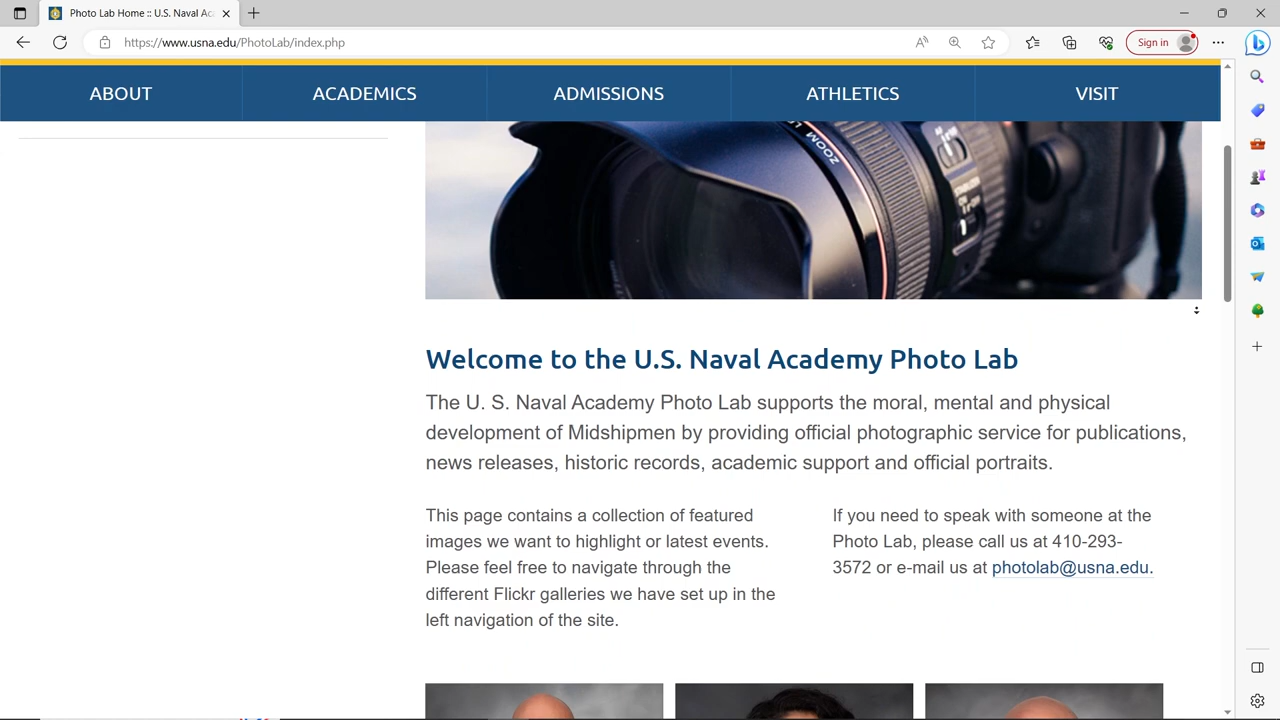 Photo Lab Home :: U.S. Naval Ac
https://www.usna.edu/PhotoLab/index.php
Sign in
ABOUT
ACADEMICS
ADMISSIONS
ATHLETICS
VISIT
ZOOM
Welcome to the U.S. Naval Academy Photo Lab
The U. S. Naval Academy Photo Lab supports the moral, mental and physical
development of Midshipmen by providing official photographic service for publications,
news releases, historic records, academic support and official portraits.
This page contains a collection of featured
images we want to highlight or latest events.
Please feel free to navigate through the
different Flickr galleries we have set up in the
left navigation of the site.
If you need to speak with someone at the
Photo Lab, please call us at 410-293-
3572 or e-mail us at photolab@usna.edu.